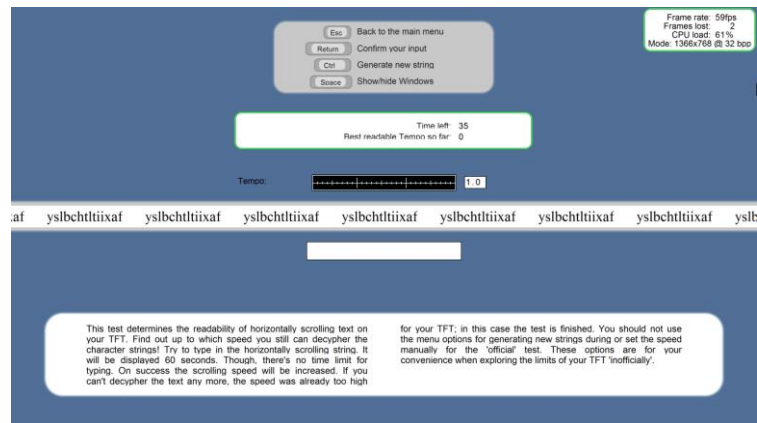 Frame rate: 59fps
Frames lost: 2
CPU load: 61%
Mode: 1366x768 @ 32 bpp
Esc Back to the main menu
Return Confirm your input
Ctrl Generate new string
Space Show/hide Windows
Time left: 35
Best readable Tempo so far: 0
Tempo: 1.0
xaf yslbchtltiixaf yslbchtltiixaf yslbchtltiixaf yslbchtltiixaf yslbchtltiixaf yslbchtltiixaf yslbchtltiixaf yslb
This test determines the readability of horizontally scrolling text on
your TFT. Find out up to which speed you still can decypher the
character strings! Try to type in the horizontally scrolling string. It
will be displayed 60 seconds. Though, there's no time limit for
typing. On success the scrolling speed will be increased. If you
can't decypher the text any more, the speed was already too high
for your TFT; in this case the test is finished. You should not use
the menu options for generating new strings during or set the speed
manually for the 'official' test. These options are for your
convenience when exploring the limits of your TFT 'inofficially'.